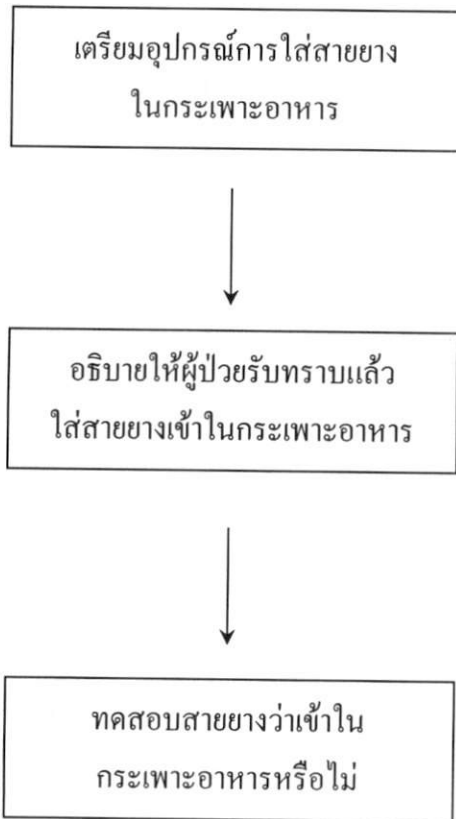 เตรียมอุปกรณ์การใส่สายยาง
ในกระเพาะอาหาร
อธิบายให้ผู้ป่วยรับทราบแล้ว
ใส่สายยางเข้าในกระเพาะอาหาร
ทดสอบสายยางว่าเข้าใน
กระเพาะอาหารหรือไม่